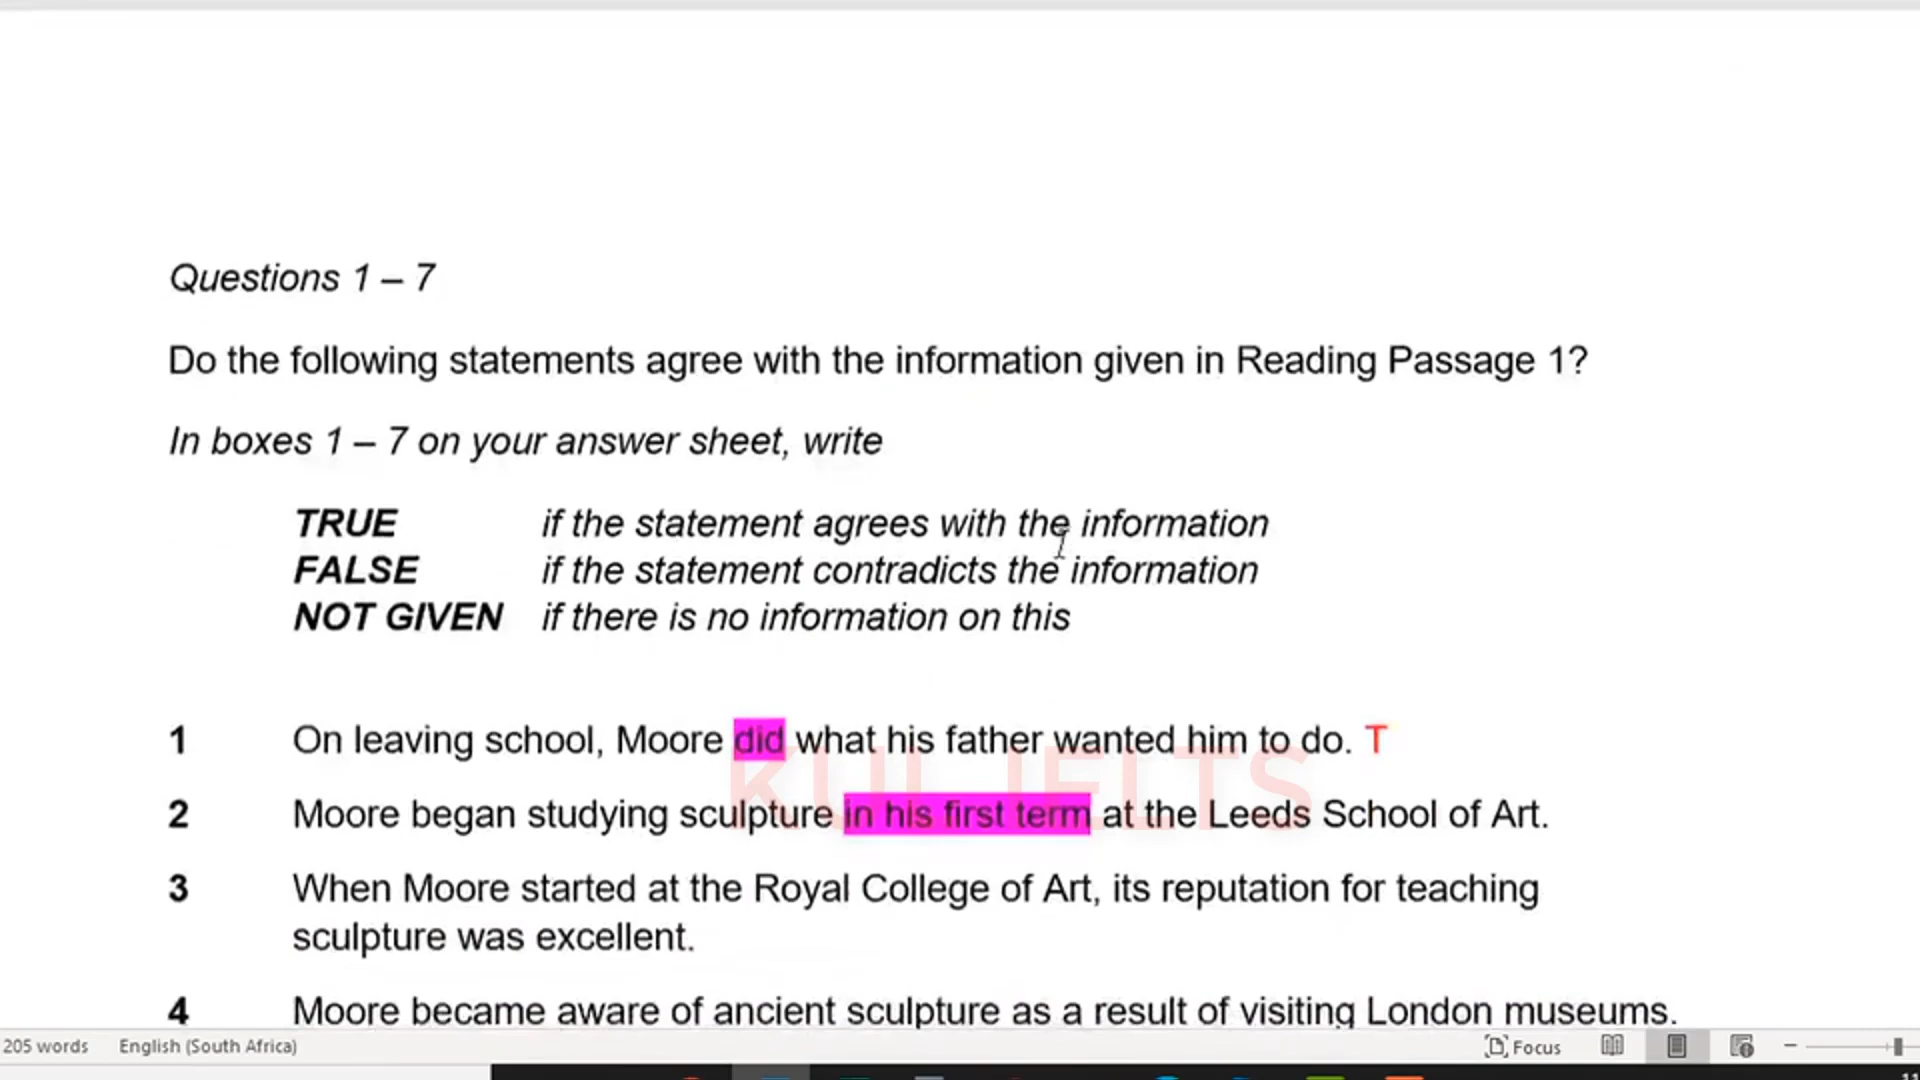 Questions 1 – 7
Do the following statements agree with the information given in Reading Passage 1?
In boxes 1 – 7 on your answer sheet, write
TRUE if the statement agrees with the information
FALSE if the statement contradicts the information
NOT GIVEN if there is no information on this
1 On leaving school, Moore did what his father wanted him to do. T
KUL IELTS
2 Moore began studying sculpture in his first term at the Leeds School of Art.
3 When Moore started at the Royal College of Art, its reputation for teaching
sculpture was excellent.
4 Moore became aware of ancient sculpture as a result of visiting London museums.
205 words English (South Africa) Focus